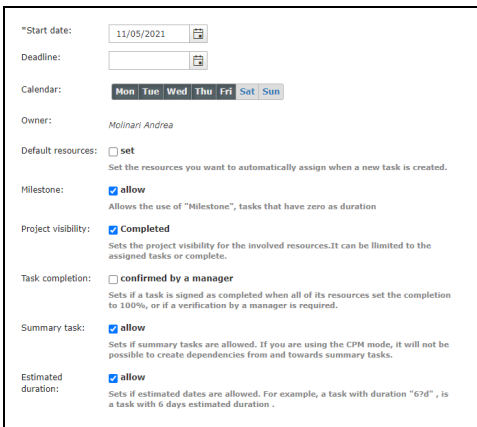 *Start date: 11/05/2021
Deadline:
Calendar: Mon Tue Wed Thu Fri Sat Sun
Owner: Molinari Andrea
Default resources: set
Set the resources you want to automatically assign when a new task is created.
Milestone: allow
Allows the use of "Milestone", tasks that have zero as duration
Project visibility: Completed
Sets the project visibility for the involved resources.It can be llimited to the
assigned tasks or complete.
Task completion: confirmed by a manager
Sets if a task is signed as completed when all of its resources set the completion
to 100%, or if a verification by a manager is required.
Summary task: allow
Sets if summary tasks are allowed. If you are using the CPM mode, it will not be
possible to create dependencies from and towards summary tasks.
Estimated
duration: allow
Sets if estimated dates are allowed. For example, a task with duration "6?d" , is
a task with 6 days estimated duration .